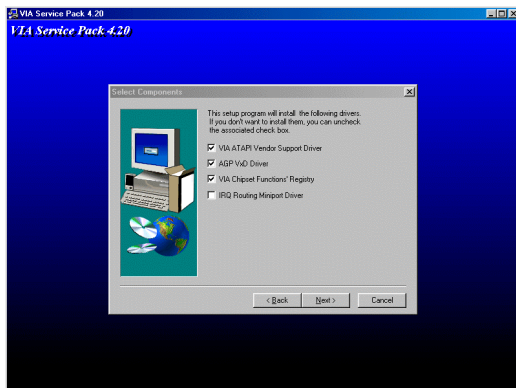 VIA Service Pack 4.20
VIA Service Pack 4.20
Select Components
This setup program will install the following drivers.
If you don't want to install them, you can uncheck
the associated check box.
VIA ATAPI Vendor Support Driver
AGP VxD Driver
VIA Chipset Functions' Registry
IRQ Routing Miniport Driver
< Back Next > Cancel